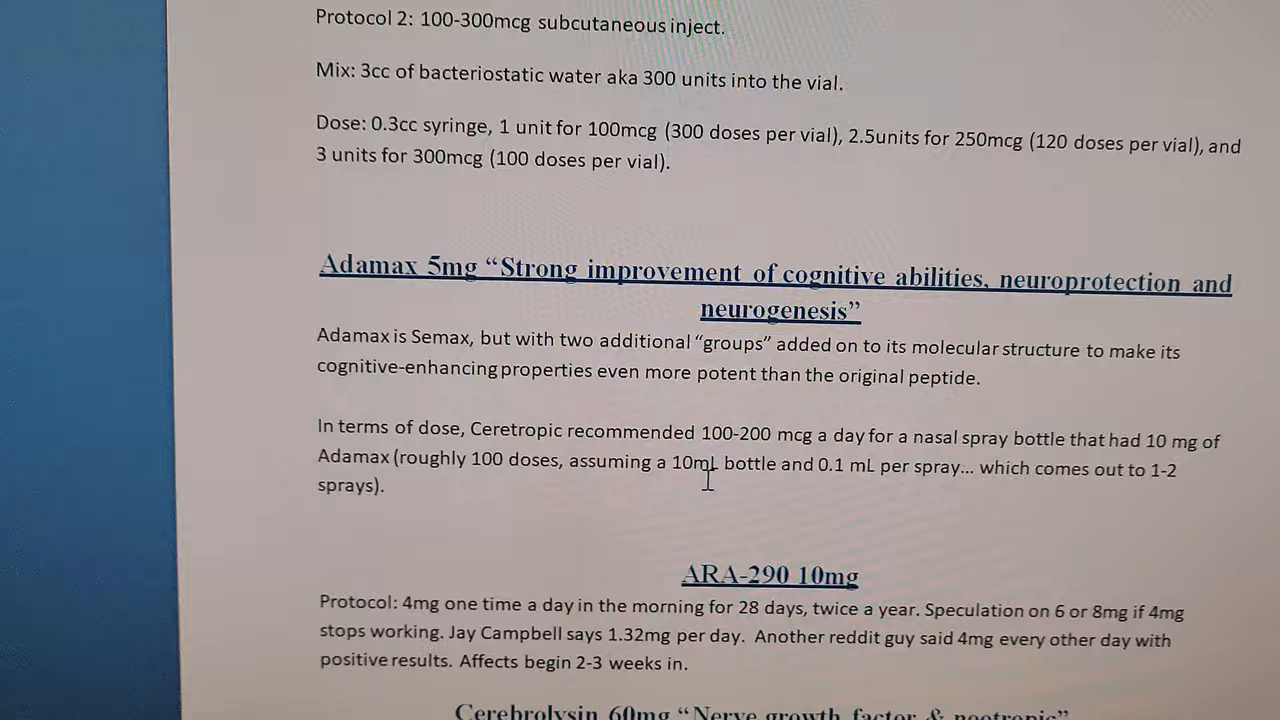 Protocol 2: 100-300mcg subcutaneous inject.
Mix: 3cc of bacteriostatic water aka 300 units into the vial.
Dose: 0.3cc syringe, 1 unit for 100mcg (300 doses per vial), 2.5units for 250mcg (120 doses per vial), and
3 units for 300mcg (100 doses per vial).
Adamax 5mg “Strong improvement of cognitive abilities, neuroprotection and
neurogenesis”
Adamax is Semax, but with two additional “groups” added on to its molecular structure to make its
cognitive-enhancing properties even more potent than the original peptide.
In terms of dose, Ceretropic recommended 100-200 mcg a day for a nasal spray bottle that had 10 mg of
Adamax (roughly 100 doses, assuming a 10mL bottle and 0.1 mL per spray... which comes out to 1-2
sprays).
ARA-290 10mg
Protocol: 4mg one time a day in the morning for 28 days, twice a year. Speculation on 6 or 8mg if 4mg
stops working. Jay Campbell says 1.32mg per day. Another reddit guy said 4mg every other day with
positive results. Affects begin 2-3 weeks in.
Cerebrolysin 60mg “Nerve growth factor & nootropic”